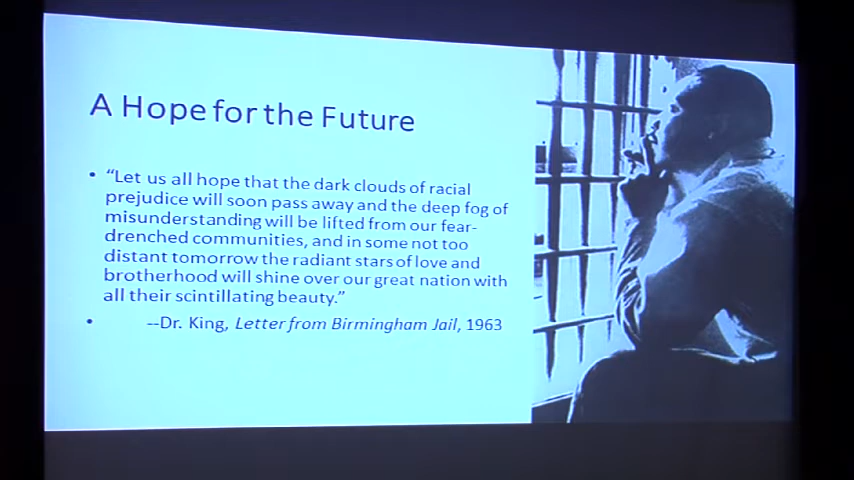 A Hope for the Future
• “Let us all hope that the dark clouds of racial
prejudice will soon pass away and the deep fog of
misunderstanding will be lifted from our fear-
drenched communities, and in some not too
distant tomorrow the radiant stars of love and
brotherhood will shine over our great nation with
all their scintillating beauty.”
• --Dr. King, Letter from Birmingham Jail, 1963